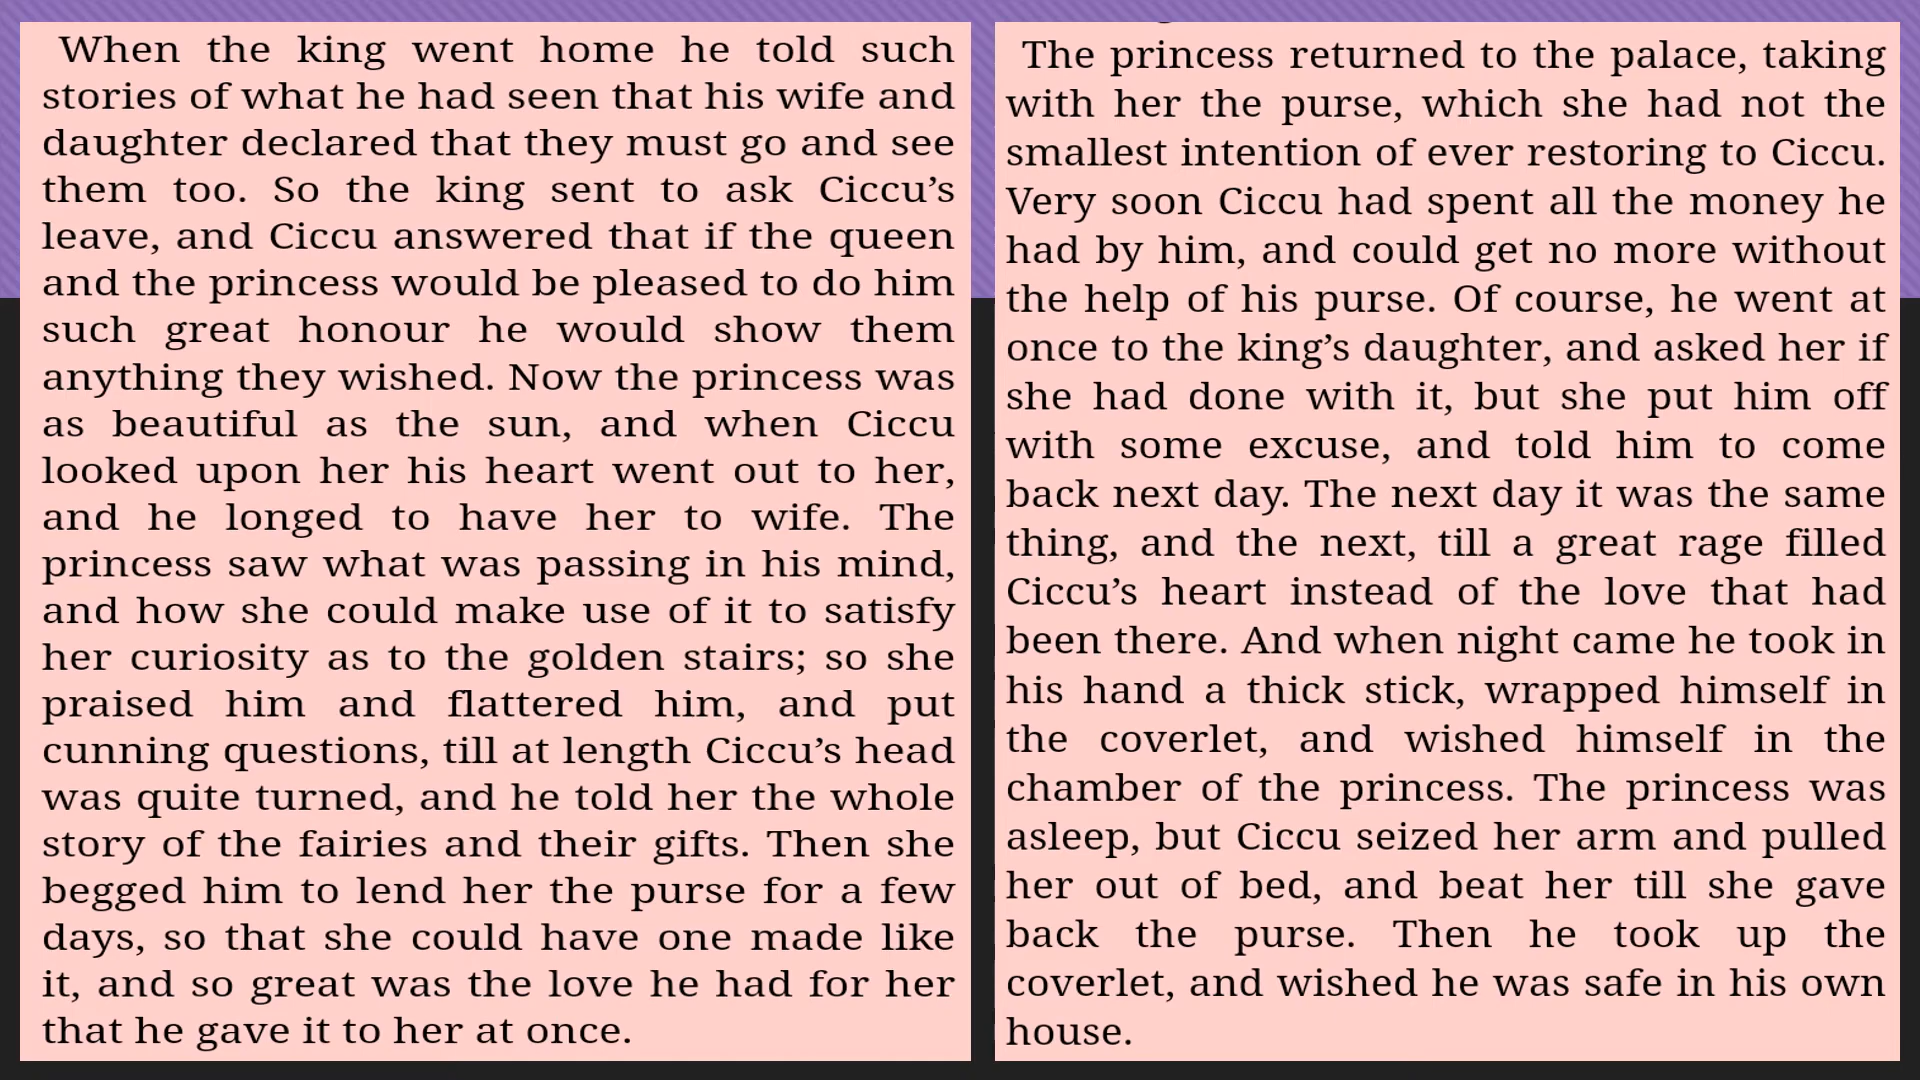 When the king went home he told such
stories of what he had seen that his wife and
daughter declared that they must go and see
them too. So the king sent to ask Ciccu’s
leave, and Ciccu answered that if the queen
and the princess would be pleased to do him
such great honour he would show them
anything they wished. Now the princess was
as beautiful as the sun, and when Ciccu
looked upon her his heart went out to her,
and he longed to have her to wife. The
princess saw what was passing in his mind,
and how she could make use of it to satisfy
her curiosity as to the golden stairs; so she
praised him and flattered him, and put
cunning questions, till at length Ciccu’s head
was quite turned, and he told her the whole
story of the fairies and their gifts. Then she
begged him to lend her the purse for a few
days, so that she could have one made like
it, and so great was the love he had for her
that he gave it to her at once.
The princess returned to the palace, taking
with her the purse, which she had not the
smallest intention of ever restoring to Ciccu.
Very soon Ciccu had spent all the money he
had by him, and could get no more without
the help of his purse. Of course, he went at
once to the king’s daughter, and asked her if
she had done with it, but she put him off
with some excuse, and told him to come
back next day. The next day it was the same
thing, and the next, till a great rage filled
Ciccu’s heart instead of the love that had
been there. And when night came he took in
his hand a thick stick, wrapped himself in
the coverlet, and wished himself in the
chamber of the princess. The princess was
asleep, but Ciccu seized her arm and pulled
her out of bed, and beat her till she gave
back the purse. Then he took up the
coverlet, and wished he was safe in his own
house.